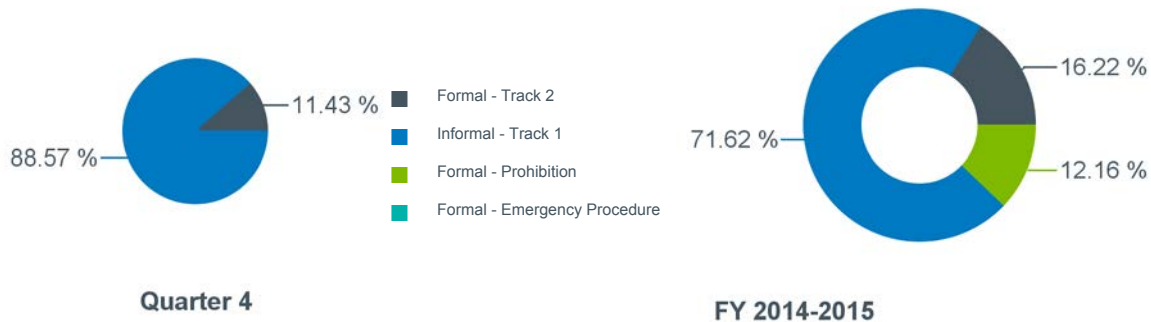 11.43 %
88.57 %
Quarter 4
Formal - Track 2
Informal - Track 1
Formal - Prohibition
Formal - Emergency Procedure
16.22 %
71.62 %
12.16 %
FY 2014-2015